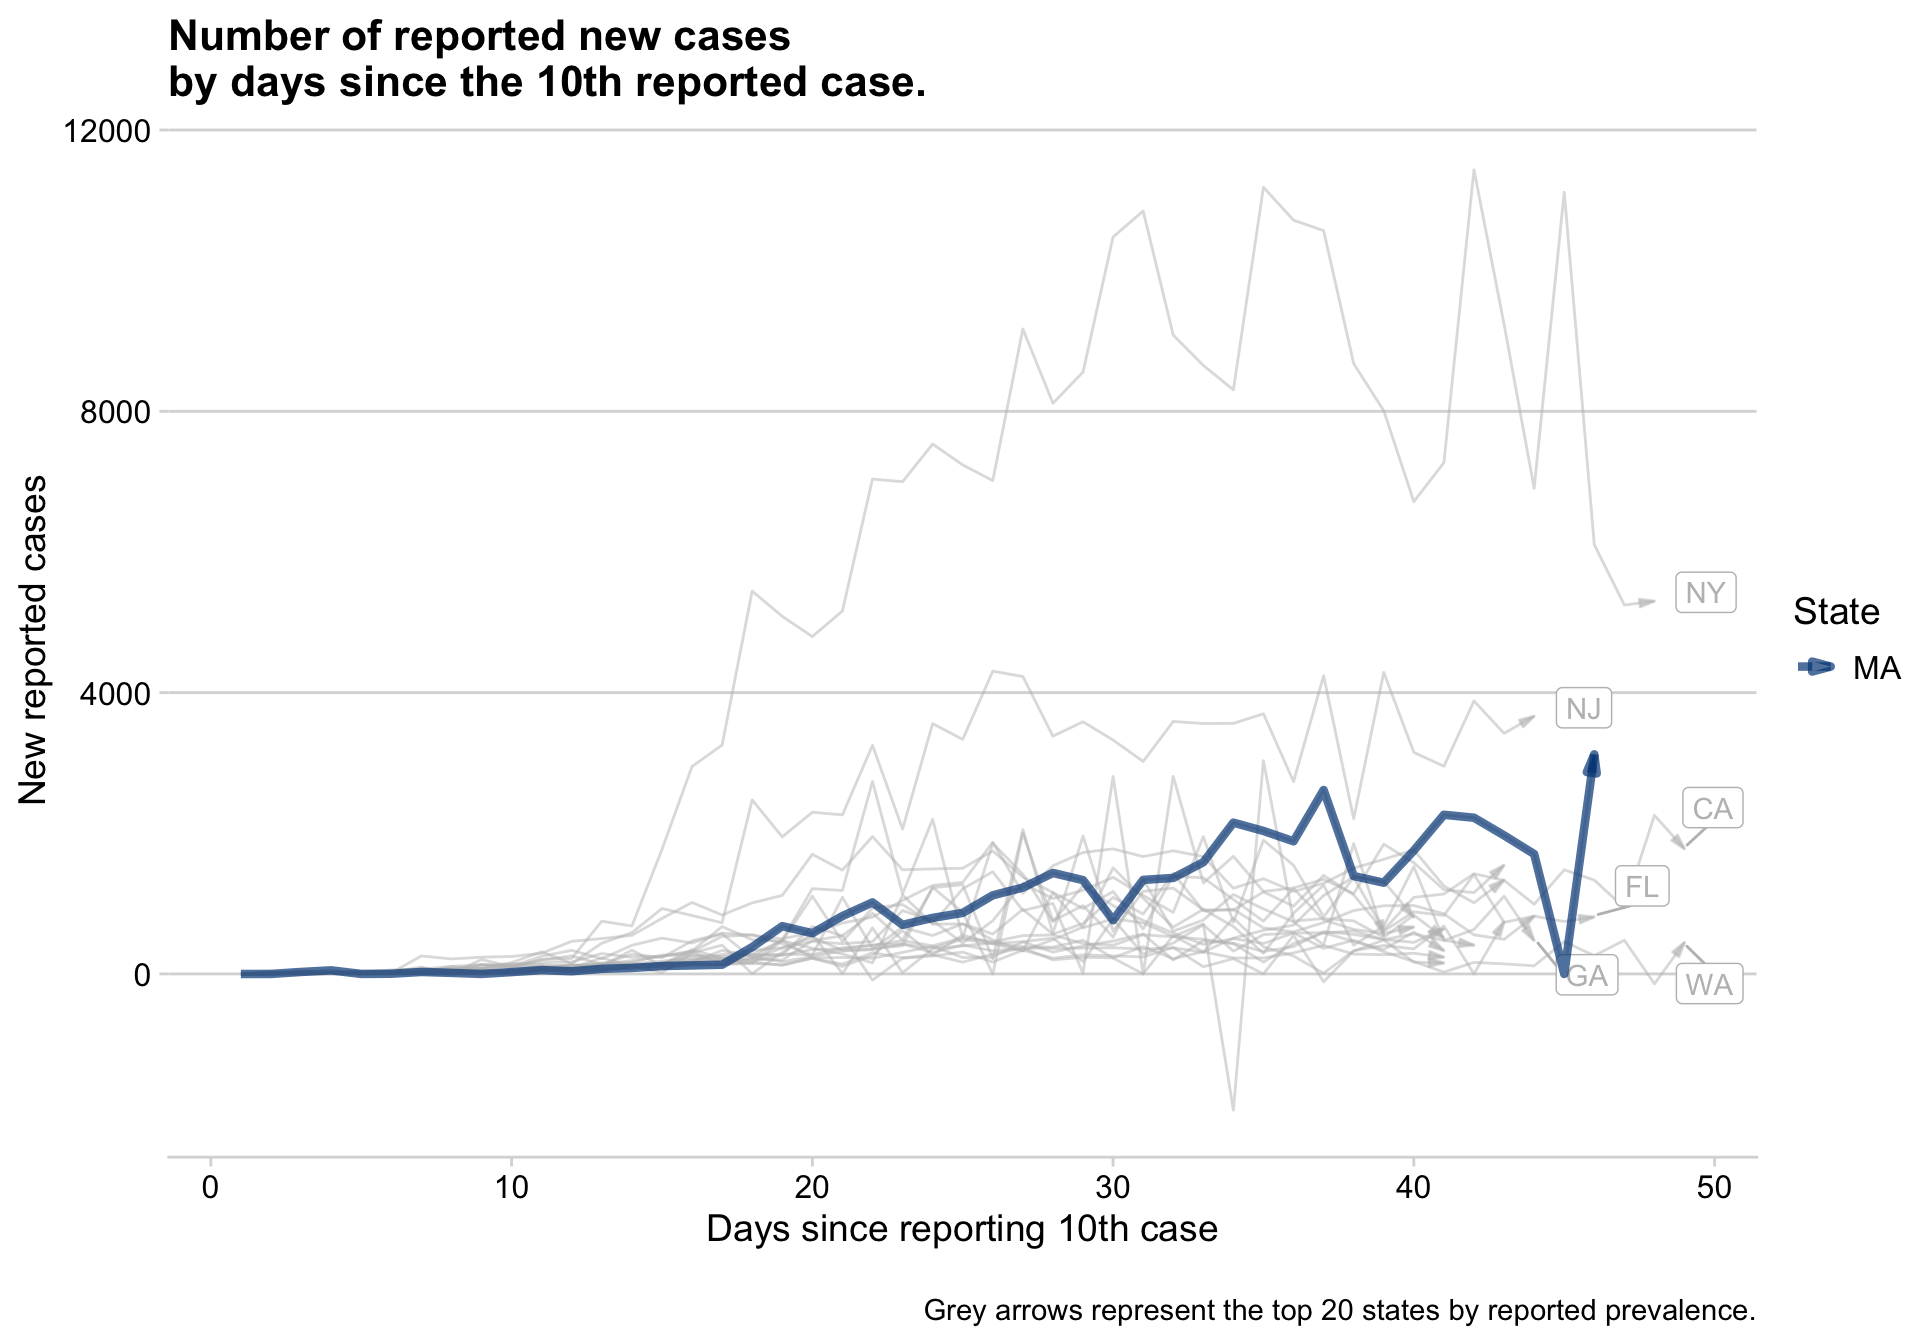 Number of reported new cases
by days since the 10th reported case.
12000
8000
4000
0
New reported cases
NY
NJ
CA
FL
GA
WA
State
MA
0
10
20
30
40
50
Days since reporting 10th case
Grey arrows represent the top 20 states by reported prevalence.